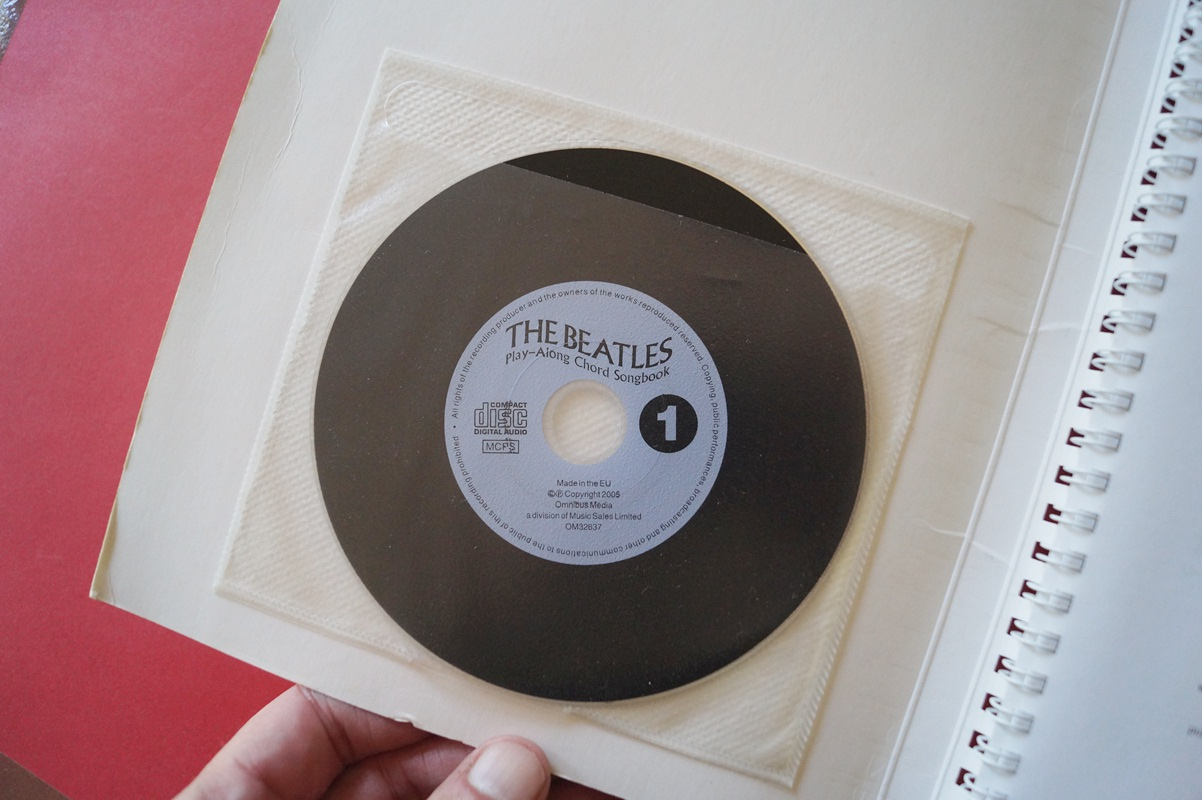 THE BEATLES
Play-Along Chord Songbook
COMPACT
disc
DIGITAL AUDIO
MCPS
1
Made in the EU
©℗ Copyright 2005
Omnibus Media
a division of Music Sales Limited
OM32637
• All rights of the recording producer and the owners of the works reproduced reserved. Copying, public performances, broadcasting and other communications to the public of this recording prohibited